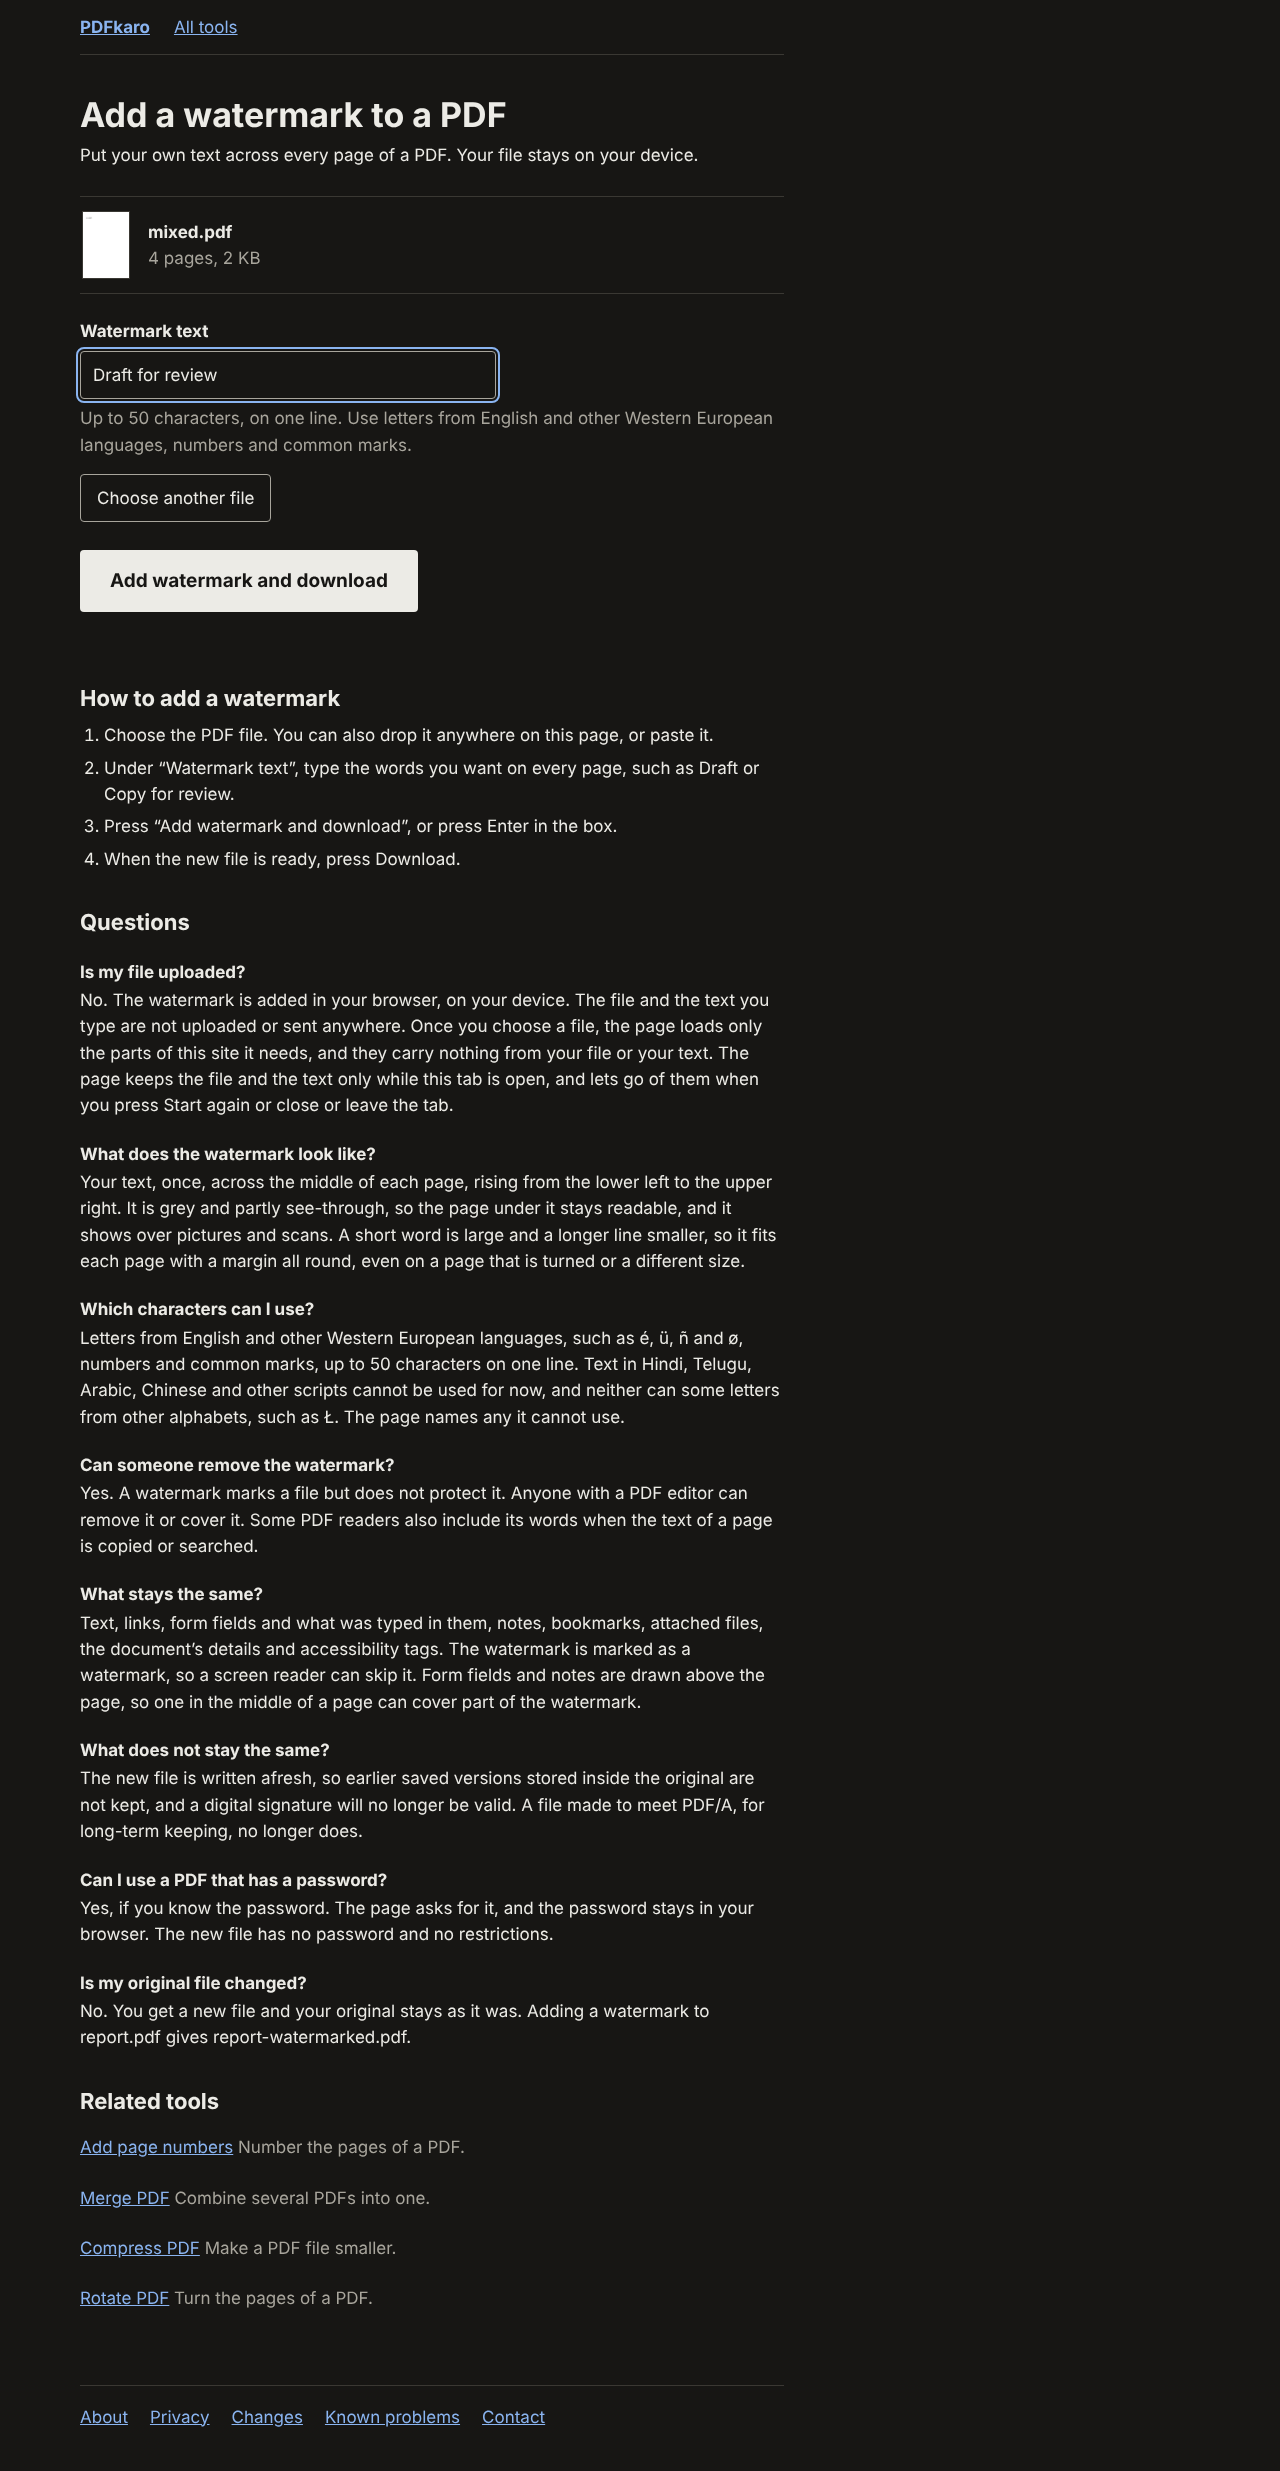 PDFkaro All tools
Add a watermark to a PDF
Put your own text across every page of a PDF. Your file stays on your device.
mixed.pdf
4 pages, 2 KB
Watermark text
Draft for review
Up to 50 characters, on one line. Use letters from English and other Western European
languages, numbers and common marks.
Choose another file
Add watermark and download
How to add a watermark
1. Choose the PDF file. You can also drop it anywhere on this page, or paste it.
2. Under “Watermark text”, type the words you want on every page, such as Draft or
Copy for review.
3. Press “Add watermark and download”, or press Enter in the box.
4. When the new file is ready, press Download.
Questions
Is my file uploaded?
No. The watermark is added in your browser, on your device. The file and the text you
type are not uploaded or sent anywhere. Once you choose a file, the page loads only
the parts of this site it needs, and they carry nothing from your file or your text. The
page keeps the file and the text only while this tab is open, and lets go of them when
you press Start again or close or leave the tab.
What does the watermark look like?
Your text, once, across the middle of each page, rising from the lower left to the upper
right. It is grey and partly see-through, so the page under it stays readable, and it
shows over pictures and scans. A short word is large and a longer line smaller, so it fits
each page with a margin all round, even on a page that is turned or a different size.
Which characters can I use?
Letters from English and other Western European languages, such as é, ü, ñ and ø,
numbers and common marks, up to 50 characters on one line. Text in Hindi, Telugu,
Arabic, Chinese and other scripts cannot be used for now, and neither can some letters
from other alphabets, such as Ł. The page names any it cannot use.
Can someone remove the watermark?
Yes. A watermark marks a file but does not protect it. Anyone with a PDF editor can
remove it or cover it. Some PDF readers also include its words when the text of a page
is copied or searched.
What stays the same?
Text, links, form fields and what was typed in them, notes, bookmarks, attached files,
the document’s details and accessibility tags. The watermark is marked as a
watermark, so a screen reader can skip it. Form fields and notes are drawn above the
page, so one in the middle of a page can cover part of the watermark.
What does not stay the same?
The new file is written afresh, so earlier saved versions stored inside the original are
not kept, and a digital signature will no longer be valid. A file made to meet PDF/A, for
long-term keeping, no longer does.
Can I use a PDF that has a password?
Yes, if you know the password. The page asks for it, and the password stays in your
browser. The new file has no password and no restrictions.
Is my original file changed?
No. You get a new file and your original stays as it was. Adding a watermark to
report.pdf gives report-watermarked.pdf.
Related tools
Add page numbers Number the pages of a PDF.
Merge PDF Combine several PDFs into one.
Compress PDF Make a PDF file smaller.
Rotate PDF Turn the pages of a PDF.
About Privacy Changes Known problems Contact